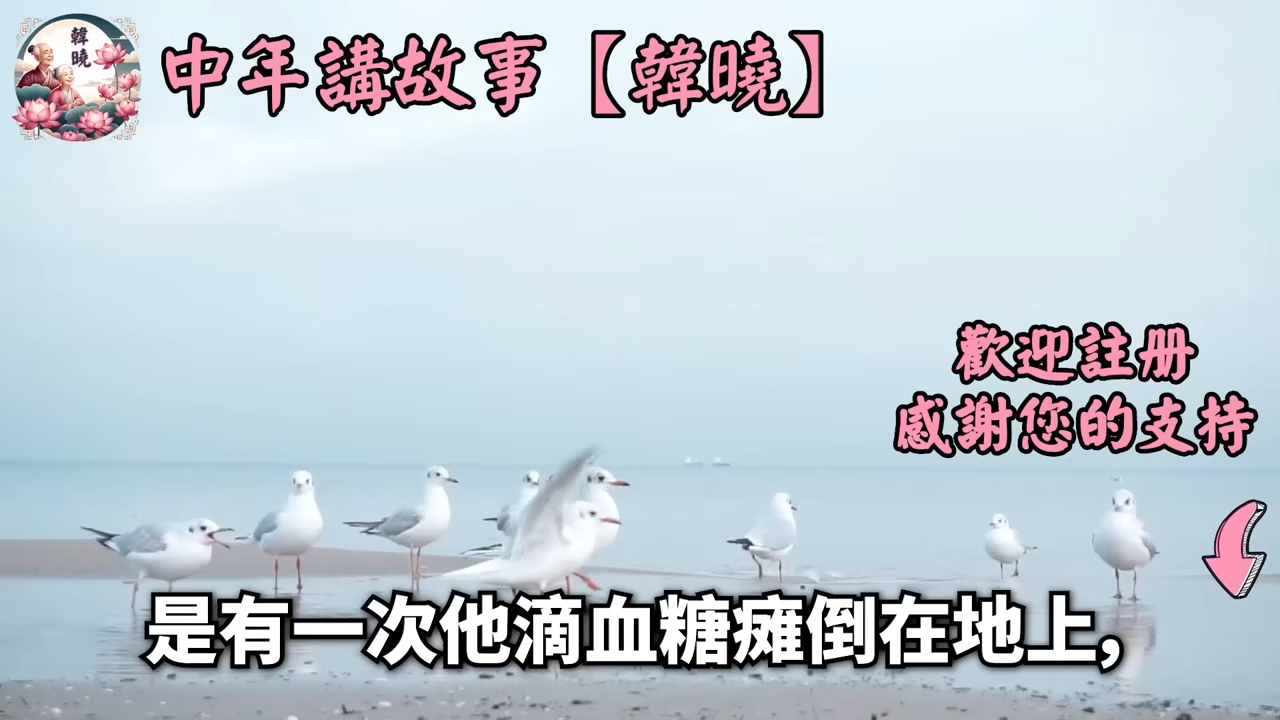 韓
曉
中年講故事【韓曉】
歡迎註册
感謝您的支持
是有一次他滴血糖瘫倒在地上,